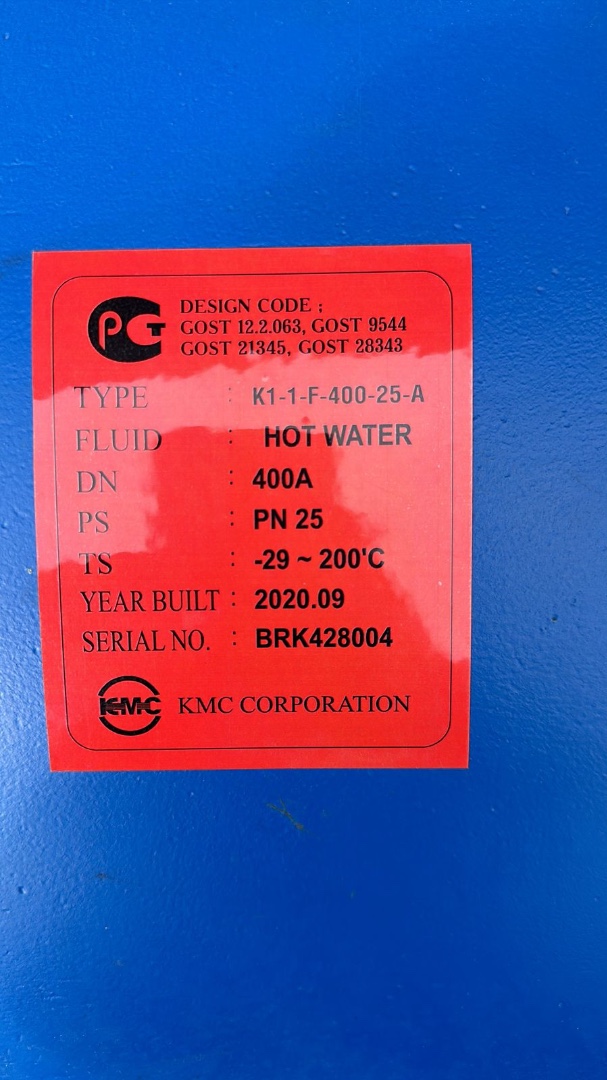 PCT DESIGN CODE ;
GOST 12.2.063, GOST 9544
GOST 21345, GOST 28343
TYPE : K1-1-F-400-25-A
FLUID : HOT WATER
DN : 400A
PS : PN 25
TS : -29 ~ 200'C
YEAR BUILT : 2020.09
SERIAL NO. : BRK428004
KMC KMC CORPORATION